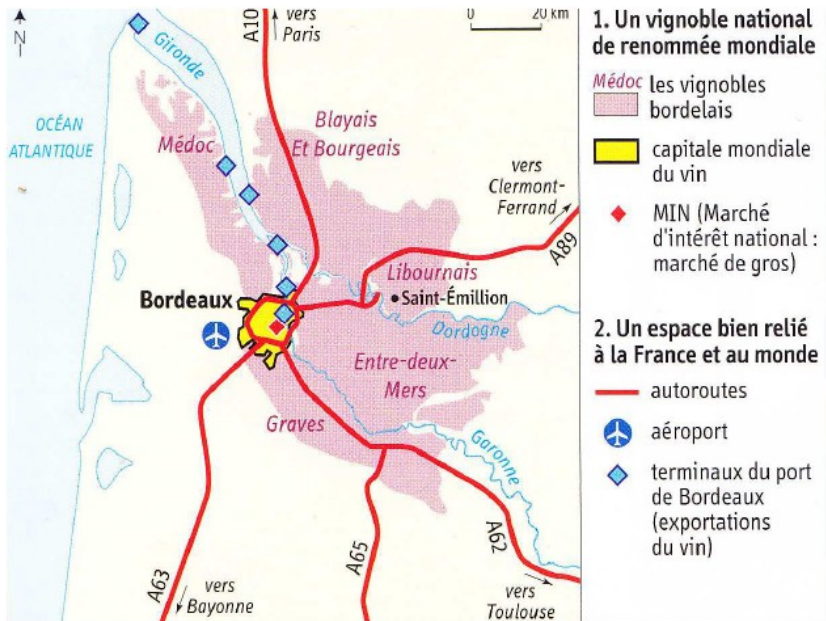 N
A10
vers
Paris
0 20 km
Gironde
OCÉAN
ATLANTIQUE
Médoc
Blayais
Et Bourgeais
vers
Clermont-
Ferrand
A89
Libournais
Saint-Émillion
Bordeaux
Dordogne
Entre-deux-
Mers
Graves
Garonne
A63
vers
Bayonne
A65
A62
vers
Toulouse
1. Un vignoble national
de renommée mondiale
Médoc les vignobles
bordelais
capitale mondiale
du vin
MIN (Marché
d'intérêt national :
marché de gros)
2. Un espace bien relié
à la France et au monde
autoroutes
aéroport
terminaux du port
de Bordeaux
(exportations
du vin)